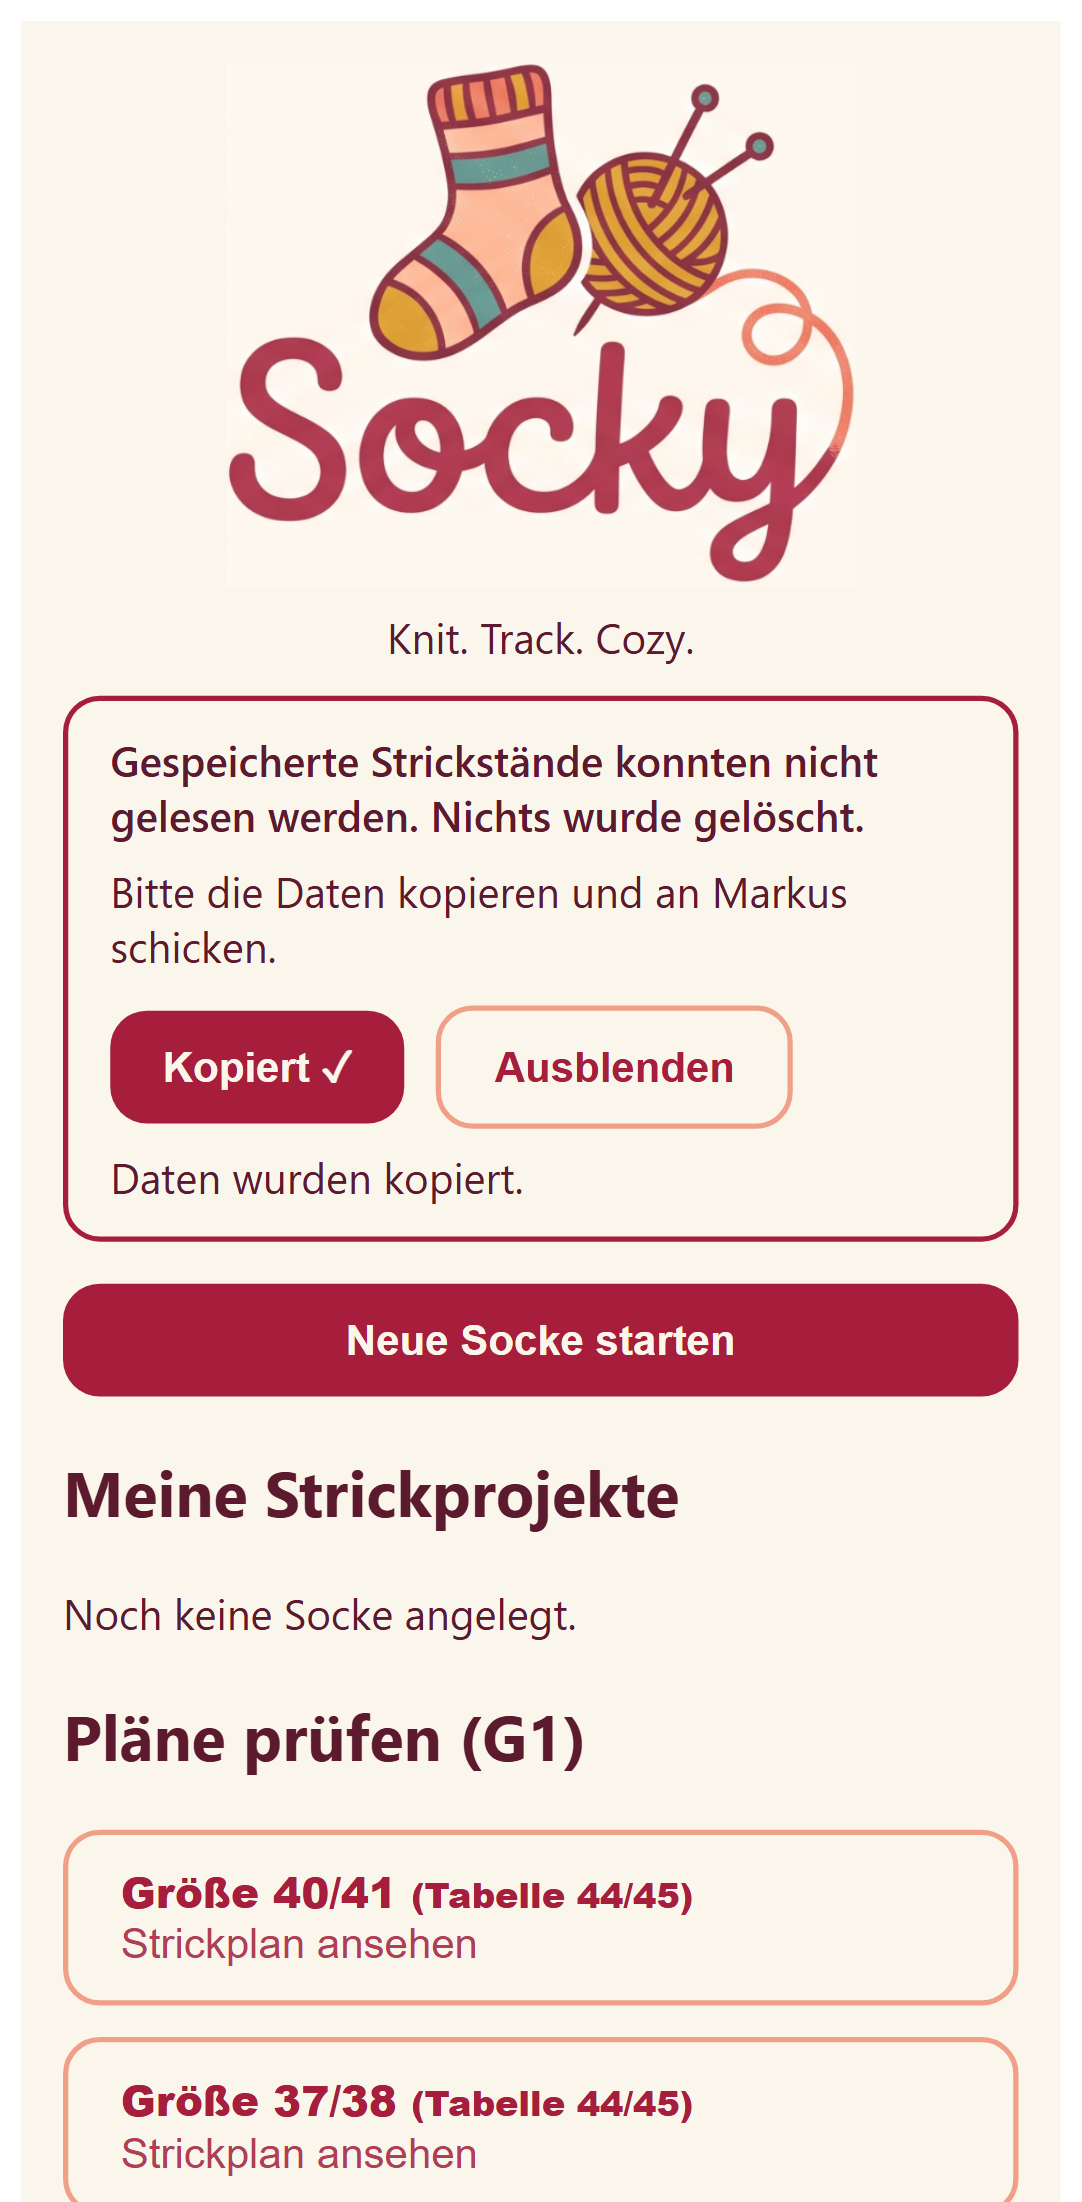 Socky
Knit. Track. Cozy.
Gespeicherte Strickstände konnten nicht
gelesen werden. Nichts wurde gelöscht.
Bitte die Daten kopieren und an Markus
schicken.
Kopiert ✓
Ausblenden
Daten wurden kopiert.
Neue Socke starten
Meine Strickprojekte
Noch keine Socke angelegt.
Pläne prüfen (G1)
Größe 40/41 (Tabelle 44/45)
Strickplan ansehen
Größe 37/38 (Tabelle 44/45)
Strickplan ansehen